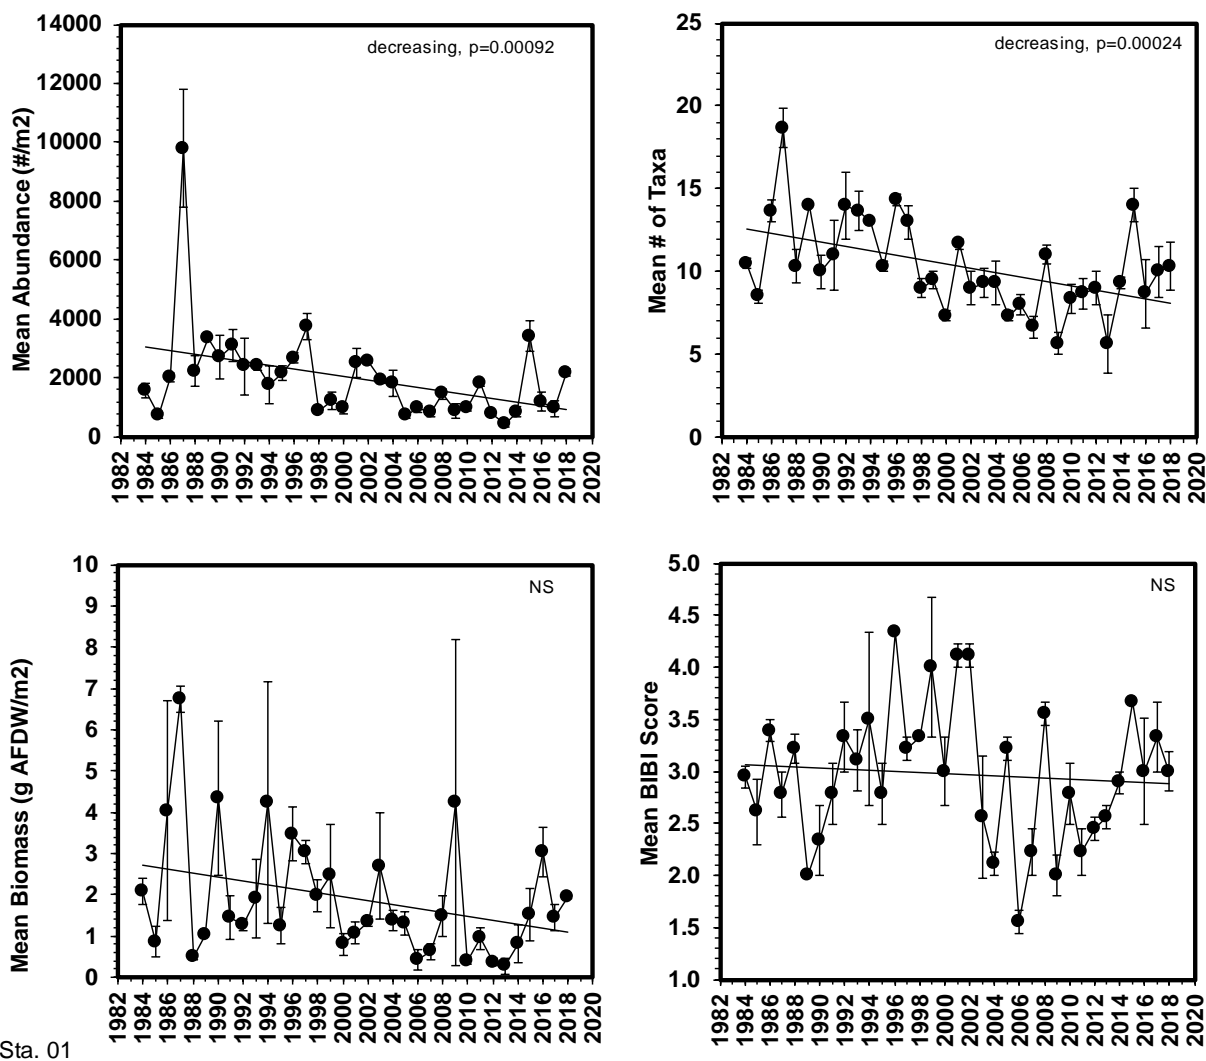 14000
12000
10000
8000
6000
4000
2000
0
Mean Abundance (#/m2)
decreasing, p=0.00092
1982 1984 1986 1988 1990 1992 1994 1996 1998 2000 2002 2004 2006 2008 2010 2012 2014 2016 2018 2020
25
20
15
10
5
0
Mean # of Taxa
decreasing, p=0.00024
1982 1984 1986 1988 1990 1992 1994 1996 1998 2000 2002 2004 2006 2008 2010 2012 2014 2016 2018 2020
10
9
8
7
6
5
4
3
2
1
0
Mean Biomass (g AFDW/m2)
NS
1982 1984 1986 1988 1990 1992 1994 1996 1998 2000 2002 2004 2006 2008 2010 2012 2014 2016 2018 2020
5.0
4.5
4.0
3.5
3.0
2.5
2.0
1.5
1.0
Mean BIBI Score
NS
1982 1984 1986 1988 1990 1992 1994 1996 1998 2000 2002 2004 2006 2008 2010 2012 2014 2016 2018 2020
Sta. 01